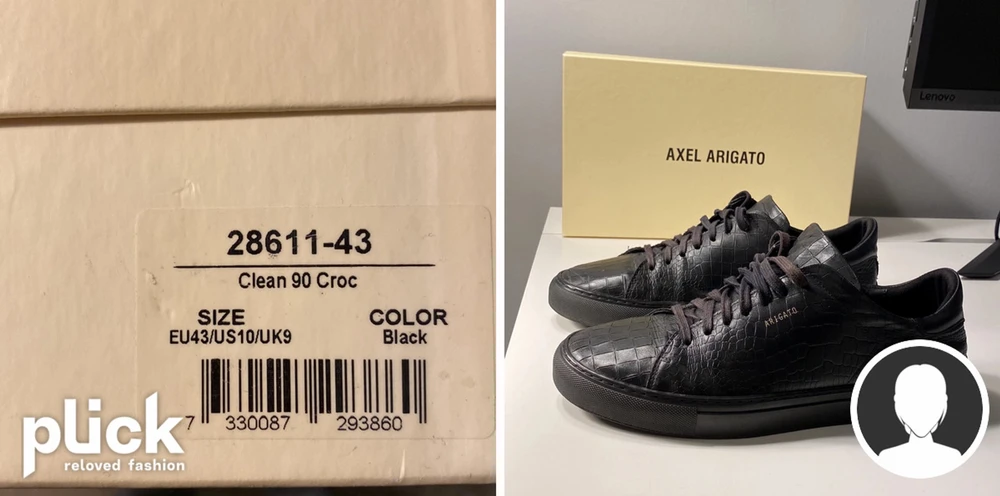 28611-43
Clean 90 Croc
SIZE COLOR
EU43/US10/UK9 Black
7 330087 293860
plick
reloved fashion
AXEL ARIGATO
ARIGATO
Lenovo